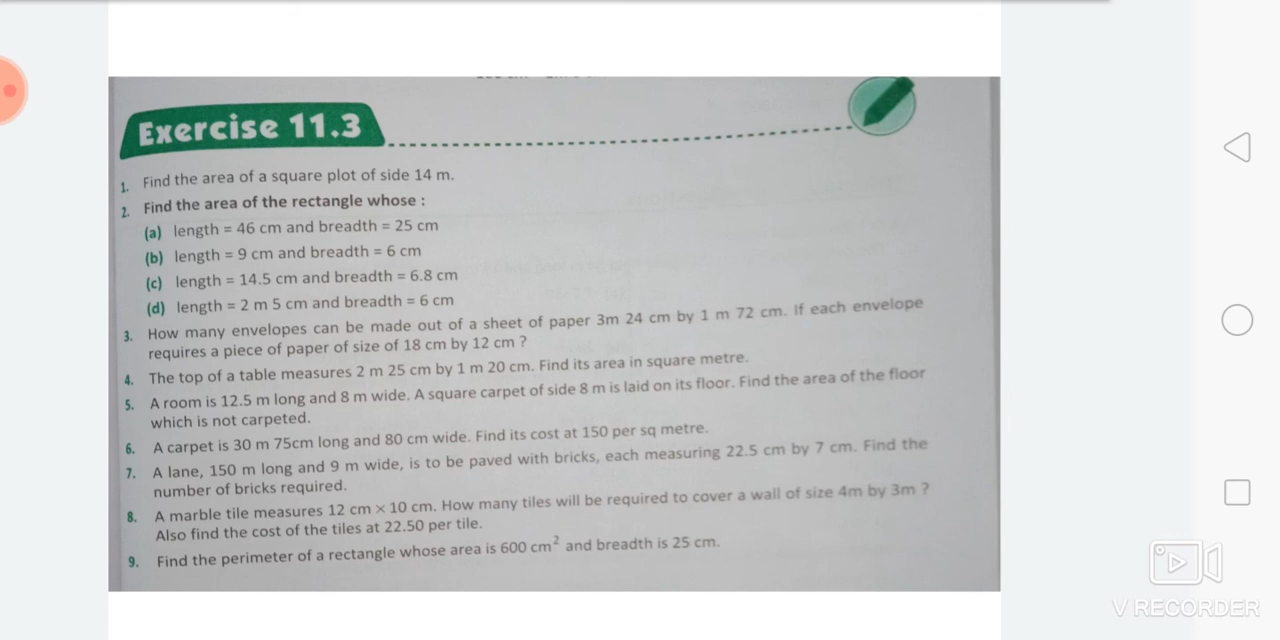 Exercise 11.3
1. Find the area of a square plot of side 14 m.
2. Find the area of the rectangle whose :
(a) length = 46 cm and breadth = 25 cm
(b) length = 9 cm and breadth = 6 cm
(c) length = 14.5 cm and breadth = 6.8 cm
(d) length = 2 m 5 cm and breadth = 6 cm
3. How many envelopes can be made out of a sheet of paper 3m 24 cm by 1 m 72 cm. If each envelope
requires a piece of paper of size of 18 cm by 12 cm ?
4. The top of a table measures 2 m 25 cm by 1 m 20 cm. Find its area in square metre.
5. A room is 12.5 m long and 8 m wide. A square carpet of side 8 m is laid on its floor. Find the area of the floor
which is not carpeted.
6. A carpet is 30 m 75cm long and 80 cm wide. Find its cost at 150 per sq metre.
7. A lane, 150 m long and 9 m wide, is to be paved with bricks, each measuring 22.5 cm by 7 cm. Find the
number of bricks required.
8. A marble tile measures 12 cm × 10 cm. How many tiles will be required to cover a wall of size 4m by 3m ?
Also find the cost of the tiles at 22.50 per tile.
9. Find the perimeter of a rectangle whose area is 600 cm² and breadth is 25 cm.
V RECORDER